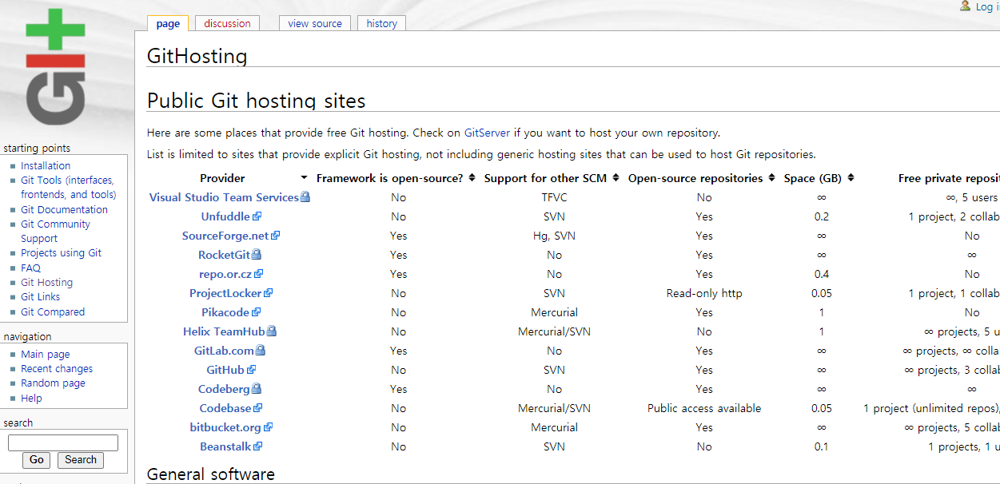 GIt
Log i
page discussion view source history
GitHosting
Public Git hosting sites
Here are some places that provide free Git hosting. Check on GitServer if you want to host your own repository.
List is limited to sites that provide explicit Git hosting, not including generic hosting sites that can be used to host Git repositories.
Provider Framework is open-source? Support for other SCM Open-source repositories Space (GB) Free private reposit
Visual Studio Team Services No TFVC No ∞ ∞, 5 users
Unfuddle No SVN Yes 0.2 1 project, 2 collab
SourceForge.net Yes Hg, SVN Yes ∞ No
RocketGit Yes No Yes ∞ ∞
repo.or.cz Yes No Yes 0.4 No
ProjectLocker No SVN Read-only http 0.05 1 project, 1 collab
Pikacode No Mercurial Yes 1 No
Helix TeamHub No Mercurial/SVN No 1 ∞ projects, 5 u
GitLab.com Yes No Yes ∞ ∞ projects, ∞ colla
GitHub No SVN Yes ∞ ∞ projects, 3 collab
Codeberg Yes No Yes ∞ ∞
Codebase No Mercurial/SVN Public access available 0.05 1 project (unlimited repos),
bitbucket.org No Mercurial Yes ∞ ∞ projects, 5 collab
Beanstalk No SVN No 0.1 1 projects, 1 u
General software
starting points
Installation
Git Tools (interfaces,
frontends, and tools)
Git Documentation
Git Community
Support
Projects using Git
FAQ
Git Hosting
Git Links
Git Compared
navigation
Main page
Recent changes
Random page
Help
search
Go Search